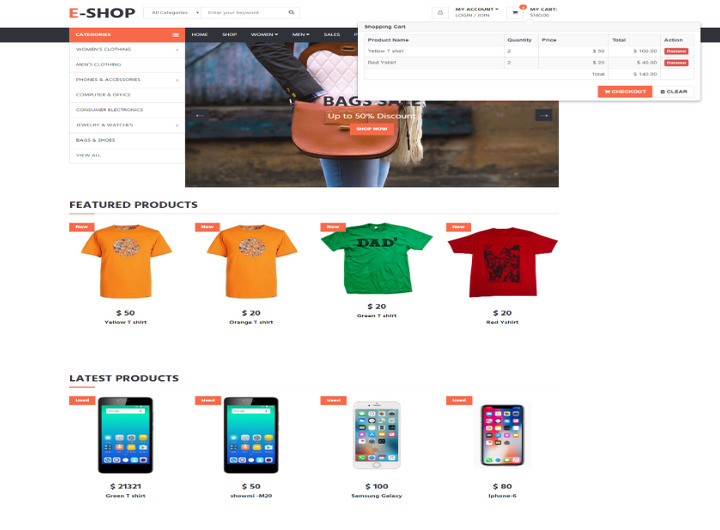 E-SHOP
All Categories
Enter your keyword
MY ACCOUNT
LOGIN / JOIN
MY CART:
$140.00
Shopping Cart
Product Name Quantity Price Total Action
Yellow T shirt 2 $ 50 $ 100.00 Remove
Red Yshirt 2 $ 20 $ 40.00 Remove
Total $ 140.00
CHECKOUT
CLEAR
CATEGORIES
HOME SHOP WOMEN MEN SALES
WOMEN'S CLOTHING
MEN'S CLOTHING
PHONES & ACCESSORIES
COMPUTER & OFFICE
CONSUMER ELECTRONICS
JEWELRY & WATCHES
BAGS & SHOES
VIEW ALL
BAGS SALE
Up to 50% Discount
SHOP NOW
FEATURED PRODUCTS
New New New New
DAD
$ 50
Yellow T shirt
$ 20
Orange T shirt
$ 20
Green T shirt
$ 20
Red Yshirt
LATEST PRODUCTS
Used Used Used Used
$ 21321
Green T shirt
$ 50
showmi -M20
$ 100
Samsung Galaxy
$ 80
Iphone-6